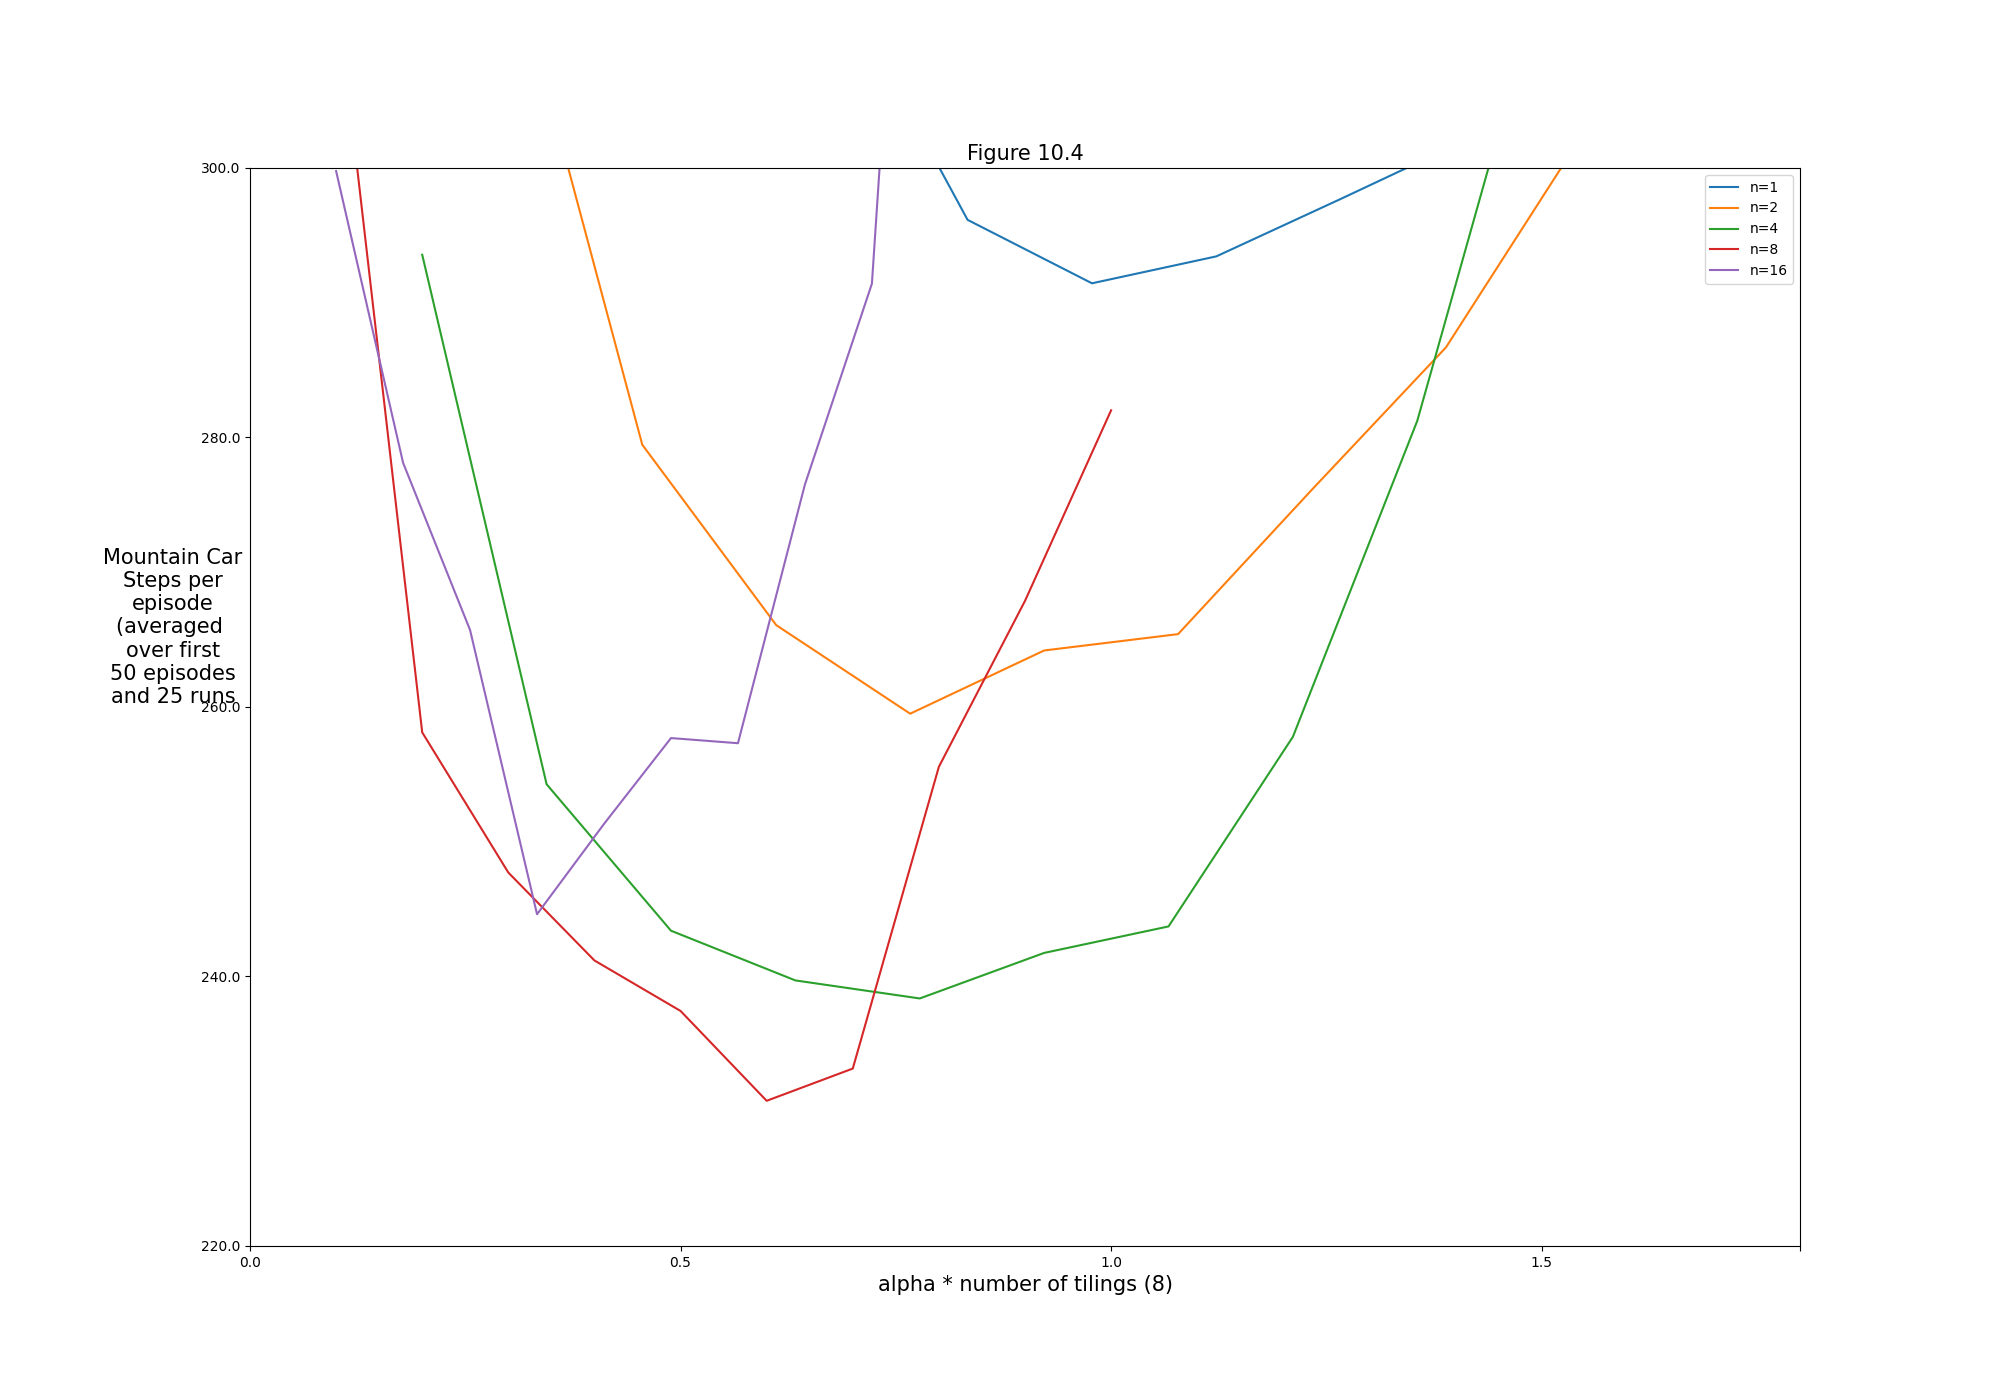 Figure 10.4
300.0
280.0
260.0
240.0
220.0
Mountain Car
Steps per
episode
(averaged
over first
50 episodes
and 25 runs
n=1
n=2
n=4
n=8
n=16
0.0
0.5
1.0
1.5
alpha * number of tilings (8)